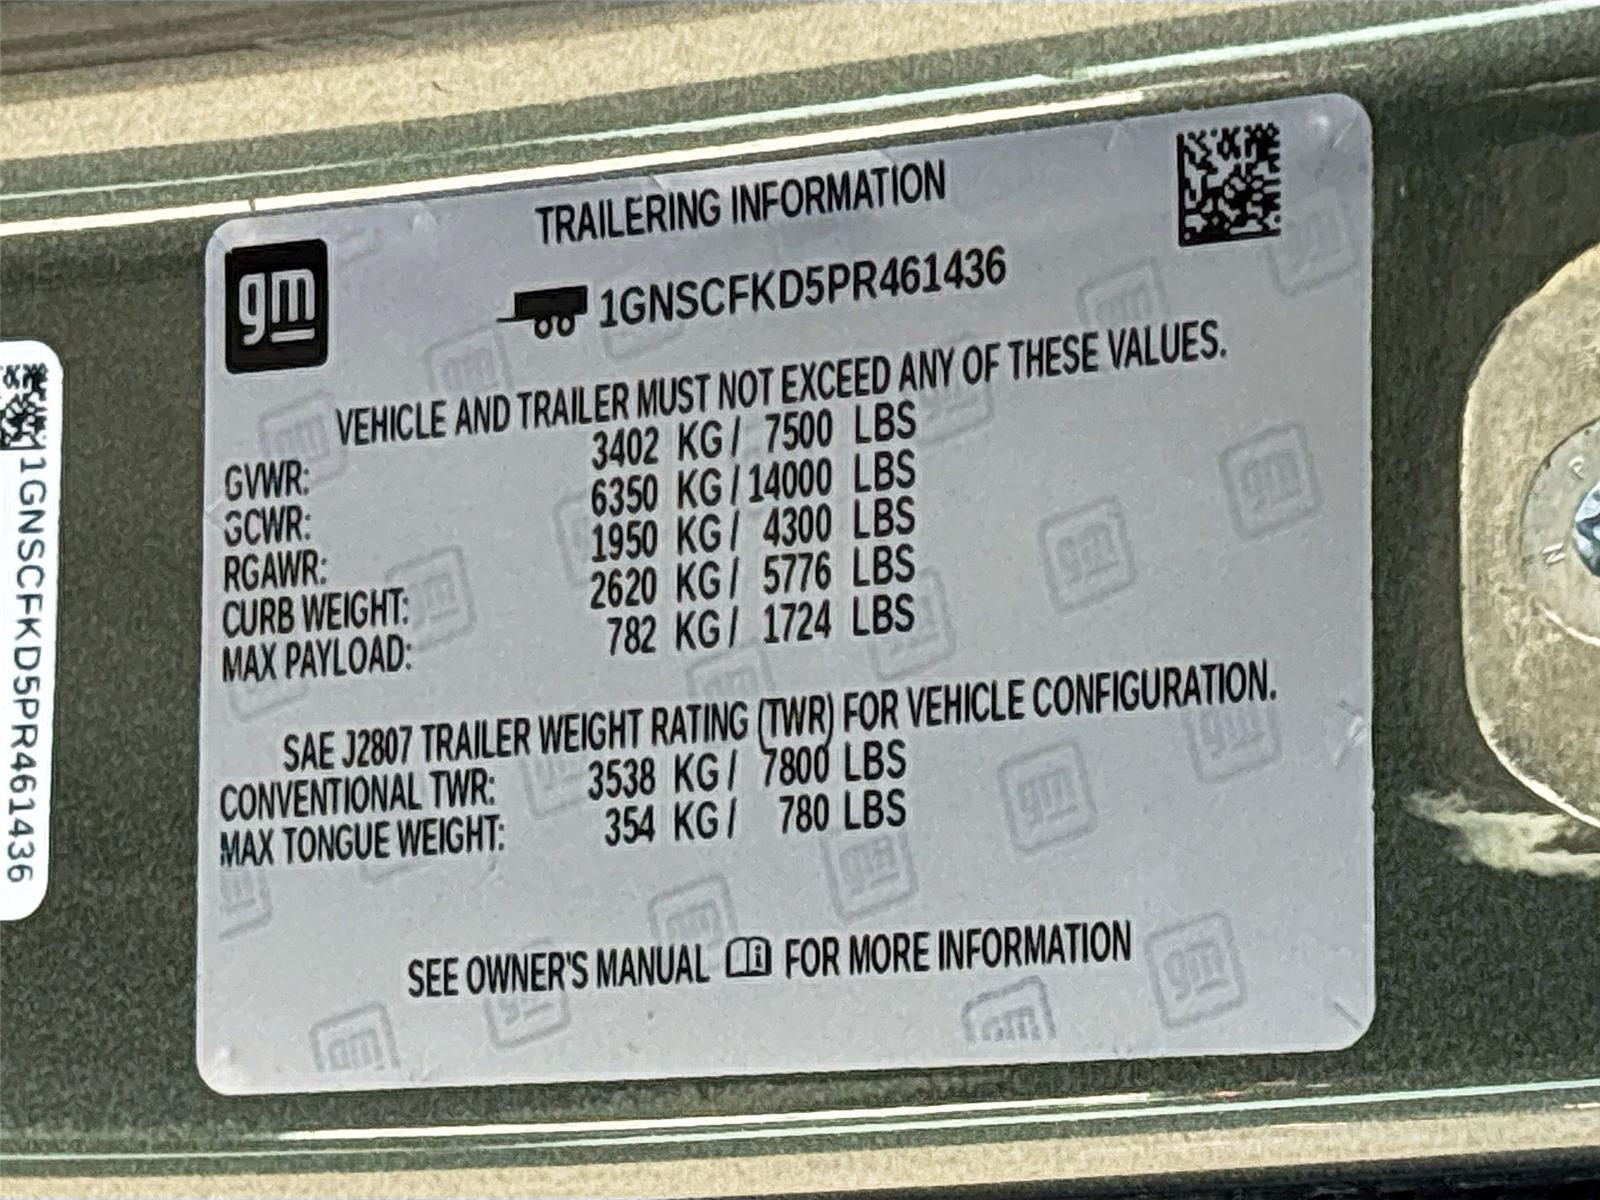 TRAILERING INFORMATION
gm
1GNSCFKD5PR461436
VEHICLE AND TRAILER MUST NOT EXCEED ANY OF THESE VALUES.
GVWR: 3402 KG / 7500 LBS
GCWR: 6350 KG / 14000 LBS
RGAWR: 1950 KG / 4300 LBS
CURB WEIGHT: 2620 KG / 5776 LBS
MAX PAYLOAD: 782 KG / 1724 LBS
SAE J2807 TRAILER WEIGHT RATING (TWR) FOR VEHICLE CONFIGURATION.
CONVENTIONAL TWR: 3538 KG / 7800 LBS
MAX TONGUE WEIGHT: 354 KG / 780 LBS
SEE OWNER'S MANUAL FOR MORE INFORMATION
1GNSCFKD5PR461436